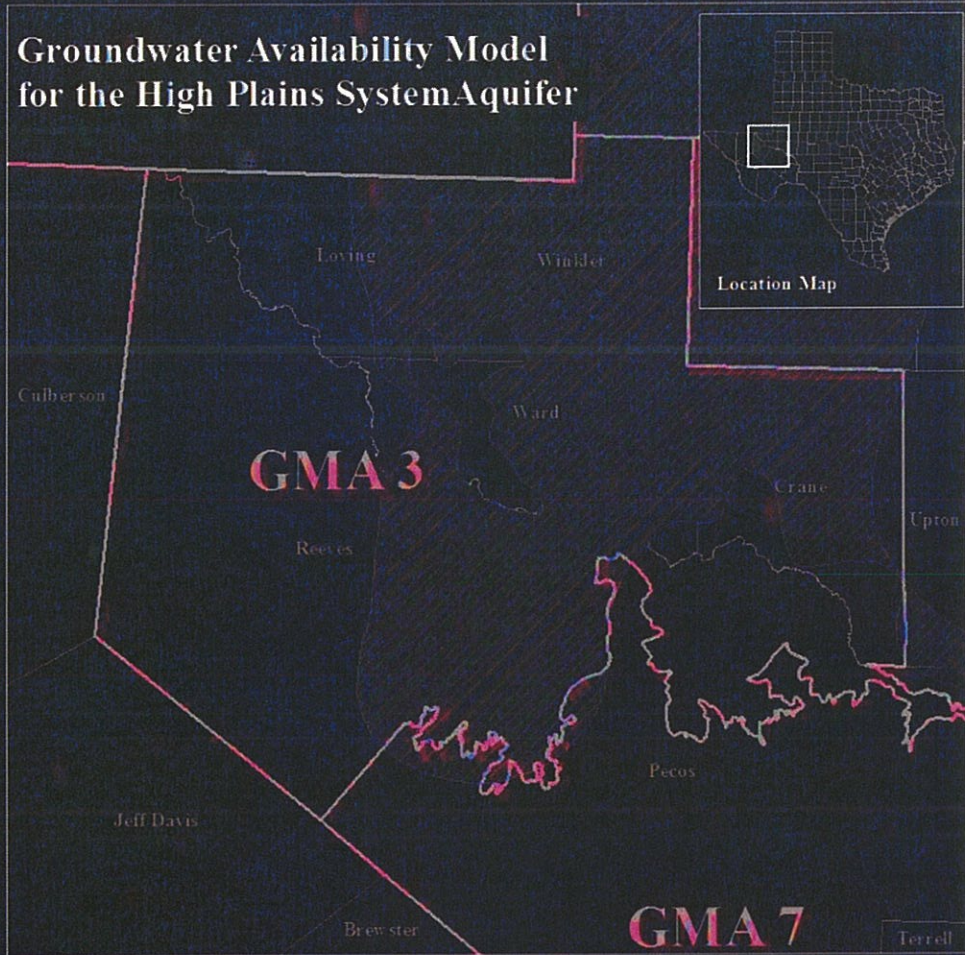 Groundwater Availability Model
for the High Plains SystemAquifer
Location Map
Loving
Winkler
Culberson
Ward
GMA 3
Crane
Upton
Reeves
Pecos
Jeff Davis
Brewster
GMA 7
Terrell